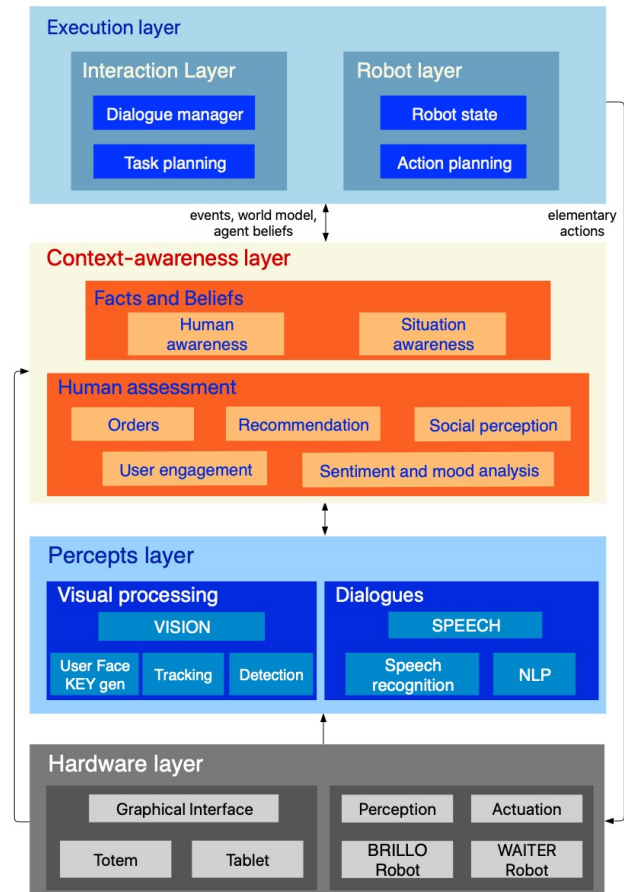 Execution layer
Interaction Layer
Dialogue manager
Task planning
Robot layer
Robot state
Action planning
events, world model,
agent beliefs
elementary
actions
Context-awareness layer
Facts and Beliefs
Human
awareness
Situation
awareness
Human assessment
Orders
Recommendation
Social perception
User engagement
Sentiment and mood analysis
Percepts layer
Visual processing
VISION
User Face
KEY gen
Tracking
Detection
Dialogues
SPEECH
Speech
recognition
NLP
Hardware layer
Graphical Interface
Totem
Tablet
Perception
Actuation
BRILLO
Robot
WAITER
Robot